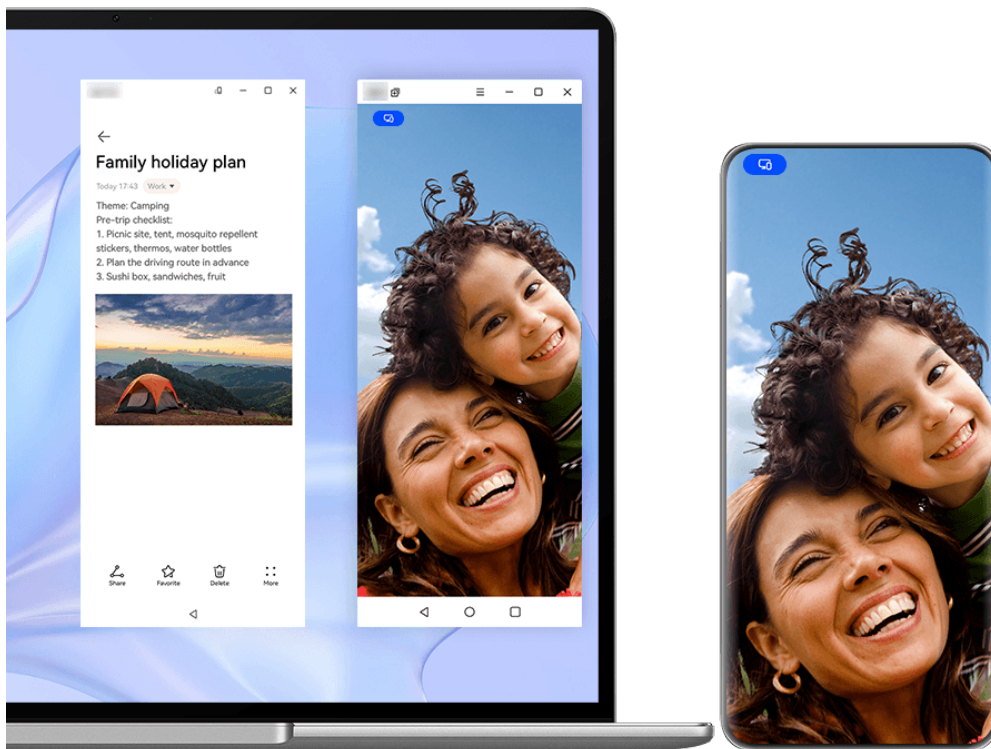 Family holiday plan
Today 17:43 Work
Theme: Camping
Pre-trip checklist:
1. Picnic site, tent, mosquito repellent
stickers, thermos, water bottles
2. Plan the driving route in advance
3. Sushi box, sandwiches, fruit
Share Favorite Delete More